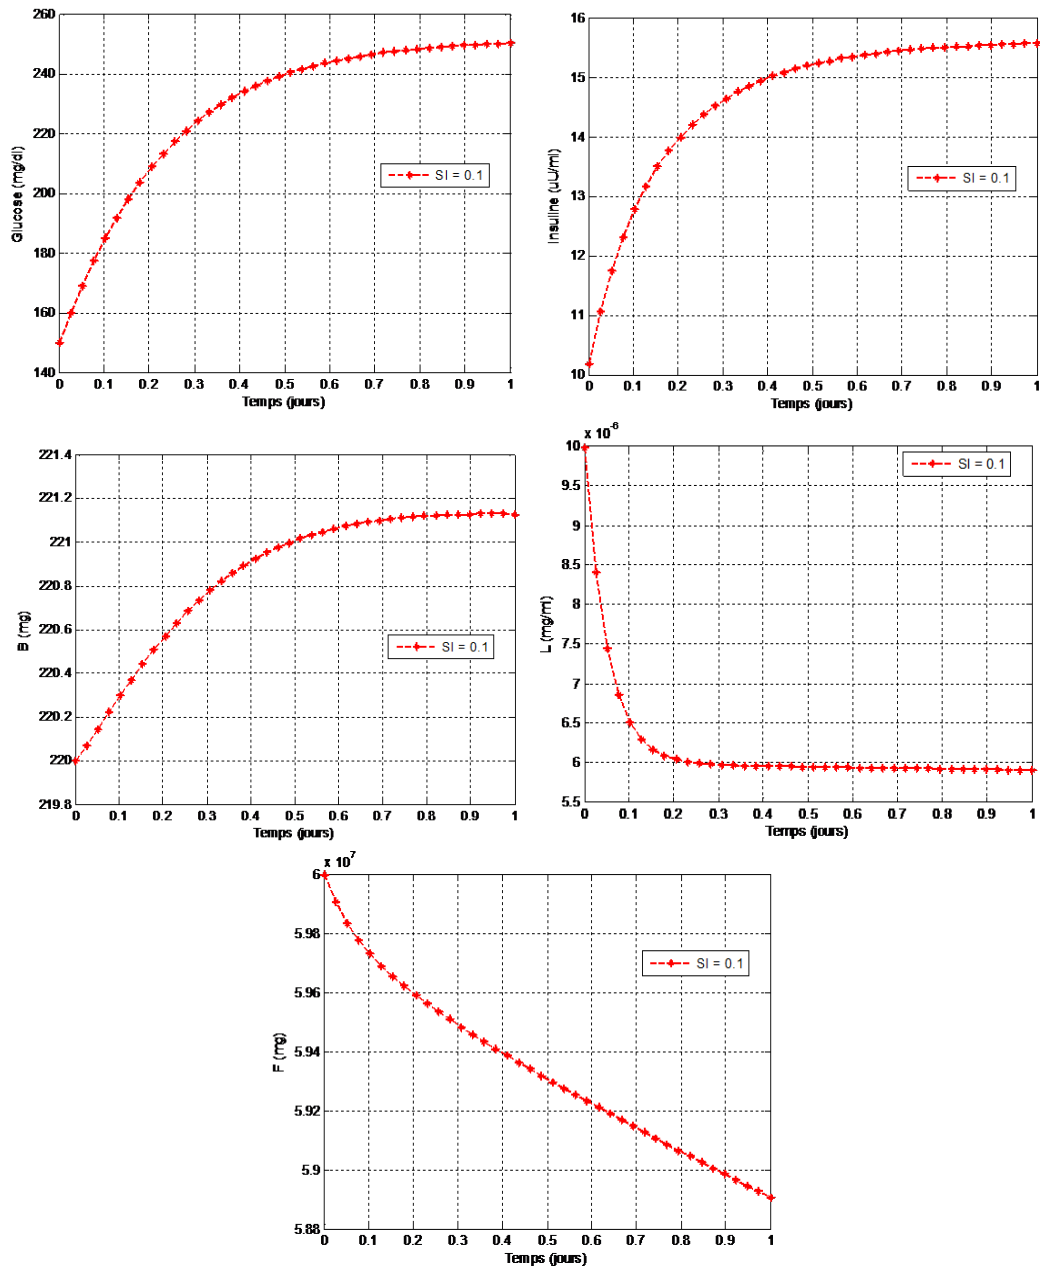 260
240
220
200
180
160
140
Glucose (mg/dl)
SI = 0.1
0 0.1 0.2 0.3 0.4 0.5 0.6 0.7 0.8 0.9 1
Temps (jours)
16
15
14
13
12
11
10
Insuline (uU/ml)
SI = 0.1
0 0.1 0.2 0.3 0.4 0.5 0.6 0.7 0.8 0.9 1
Temps (jours)
221.4
221.2
221
220.8
220.6
220.4
220.2
220
219.8
B (mg)
SI = 0.1
0 0.1 0.2 0.3 0.4 0.5 0.6 0.7 0.8 0.9 1
Temps (jours)
x 10⁻⁶
10
9.5
9
8.5
8
7.5
7
6.5
6
5.5
L (mg/ml)
SI = 0.1
0 0.1 0.2 0.3 0.4 0.5 0.6 0.7 0.8 0.9 1
Temps (jours)
x 10⁷
6
5.98
5.96
5.94
5.92
5.9
5.88
F (mg)
SI = 0.1
0 0.1 0.2 0.3 0.4 0.5 0.6 0.7 0.8 0.9 1
Temps (jours)